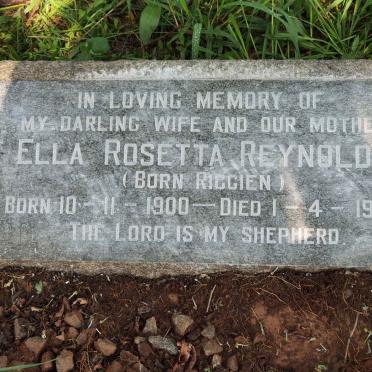 IN LOVING MEMORY OF
MY DARLING WIFE AND OUR MOTHE
ELLA ROSETTA REYNOLD
(BORN RIGGIEN)
BORN 10-11-1900 — DIED 1-4-19
THE LORD IS MY SHEPHERD.